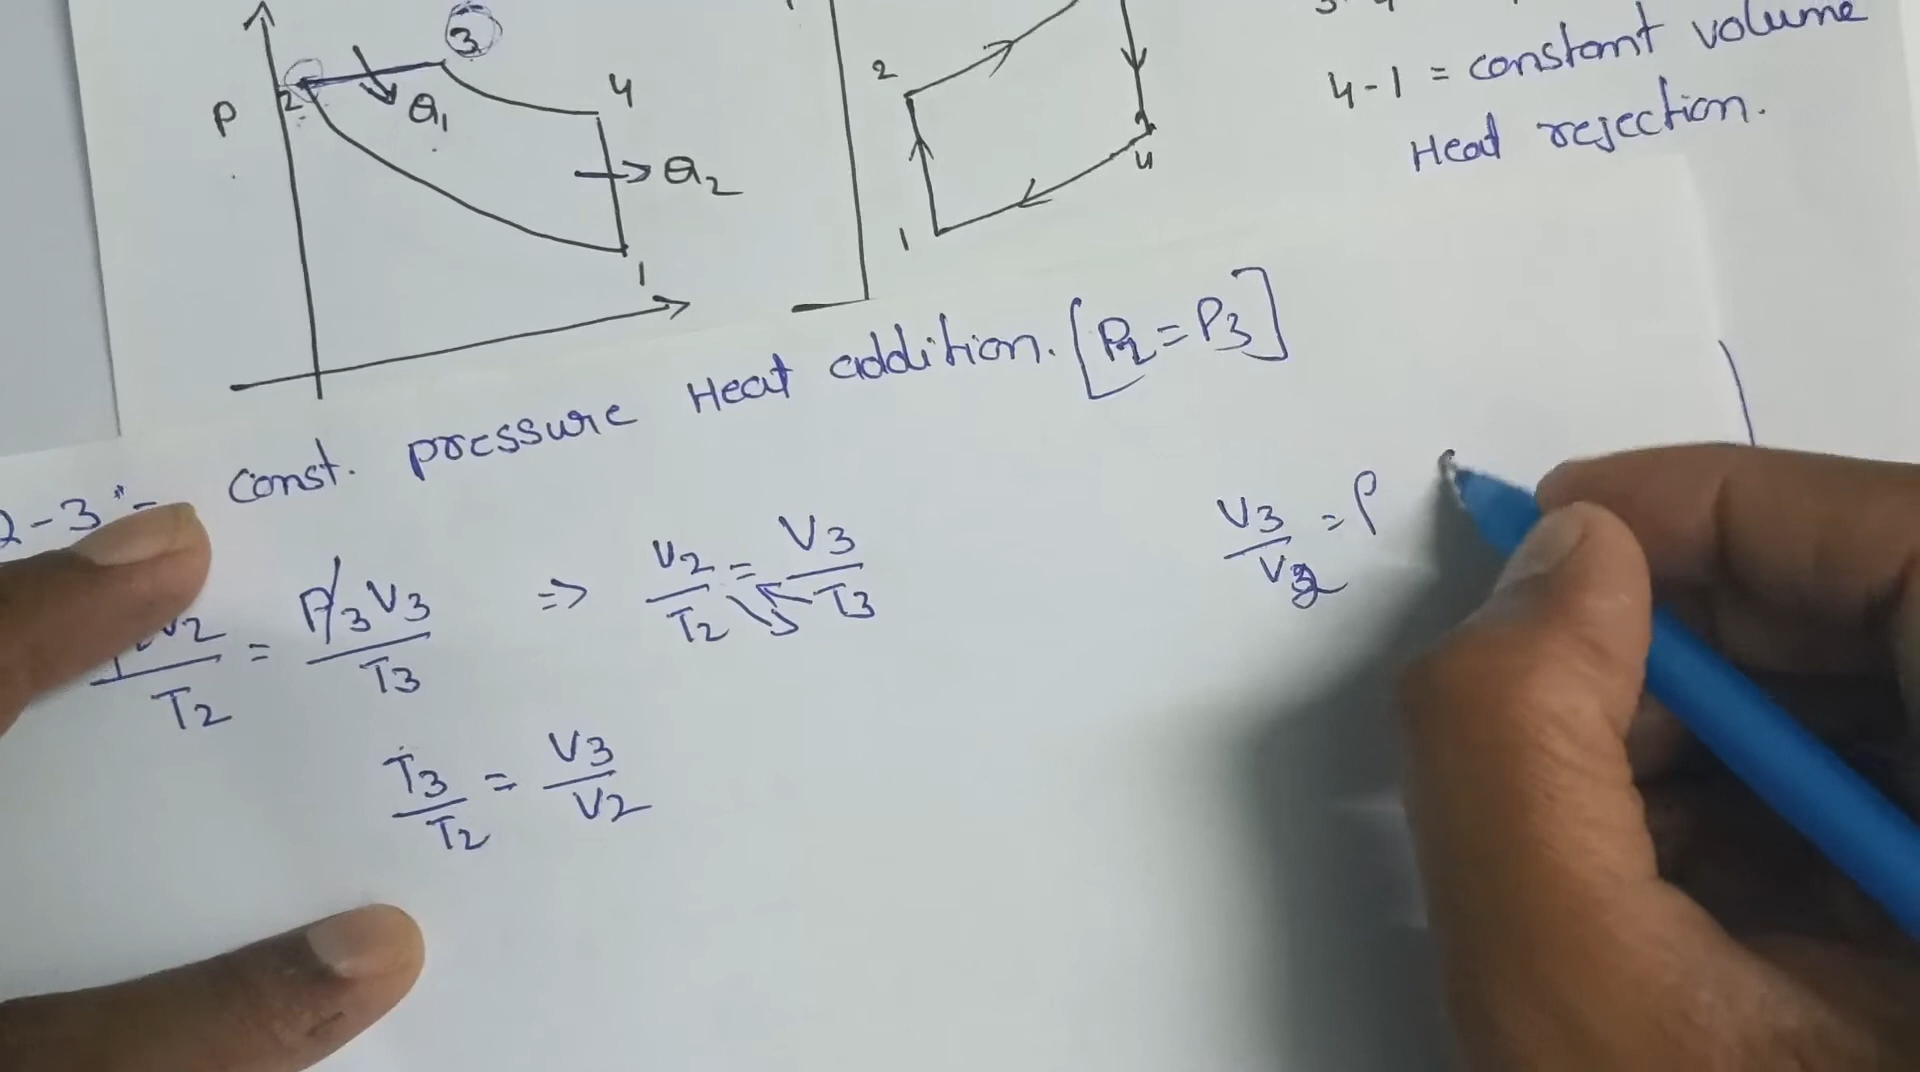 P
2
3
Q₁
4
Q₂
1
2
1
4
4-1 = constant volume
Heat rejection.
2-3:- Const. pressure Heat addition. [P₂ = P₃]
V₂/T₂ = P₃V₃/T₃ => V₂/T₂ = V₃/T₃
V₃/V₂ = ρ
T₃/T₂ = V₃/V₂